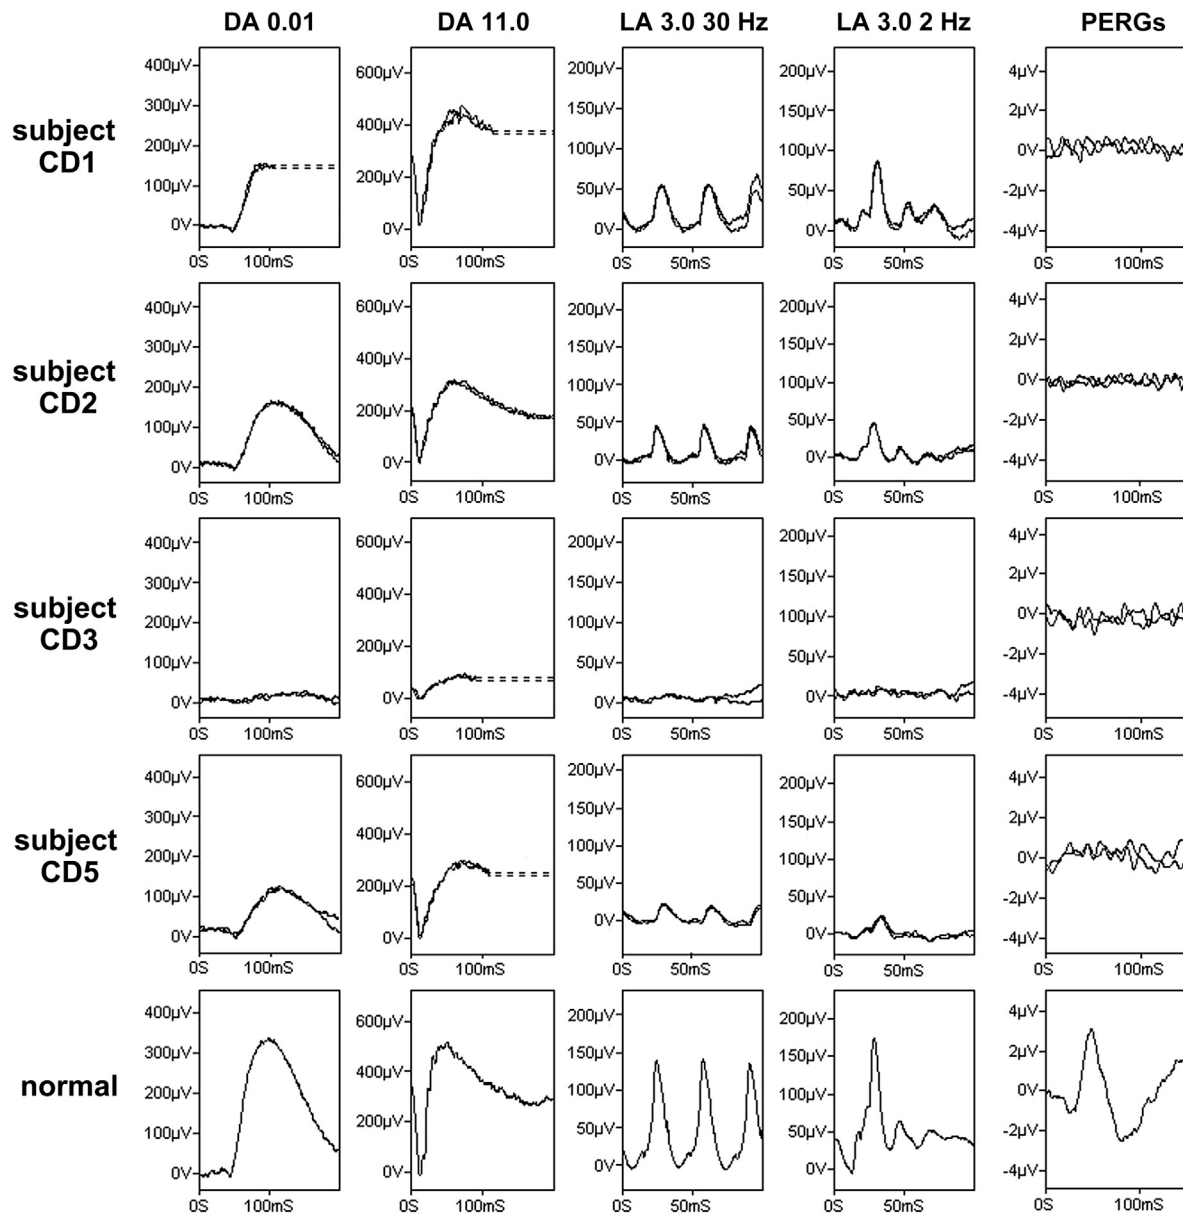 DA 0.01 DA 11.0 LA 3.0 30 Hz LA 3.0 2 Hz PERGs
subject
CD1
400µV
300µV
200µV
100µV
0V
0S 100mS
600µV
400µV
200µV
0V
0S 100mS
200µV
150µV
100µV
50µV
0V
0S 50mS
200µV
150µV
100µV
50µV
0V
0S 50mS
4µV
2µV
0V
-2µV
-4µV
0S 100mS
subject
CD2
400µV
300µV
200µV
100µV
0V
0S 100mS
600µV
400µV
200µV
0V
0S 100mS
200µV
150µV
100µV
50µV
0V
0S 50mS
200µV
150µV
100µV
50µV
0V
0S 50mS
4µV
2µV
0V
-2µV
-4µV
0S 100mS
subject
CD3
400µV
300µV
200µV
100µV
0V
0S 100mS
600µV
400µV
200µV
0V
0S 100mS
200µV
150µV
100µV
50µV
0V
0S 50mS
200µV
150µV
100µV
50µV
0V
0S 50mS
4µV
2µV
0V
-2µV
-4µV
0S 100mS
subject
CD5
400µV
300µV
200µV
100µV
0V
0S 100mS
600µV
400µV
200µV
0V
0S 100mS
200µV
150µV
100µV
50µV
0V
0S 50mS
200µV
150µV
100µV
50µV
0V
0S 50mS
4µV
2µV
0V
-2µV
-4µV
0S 100mS
normal
400µV
300µV
200µV
100µV
0V
0S 100mS
600µV
400µV
200µV
0V
0S 100mS
200µV
150µV
100µV
50µV
0V
0S 50mS
200µV
150µV
100µV
50µV
0V
0S 50mS
4µV
2µV
0V
-2µV
-4µV
0S 100mS